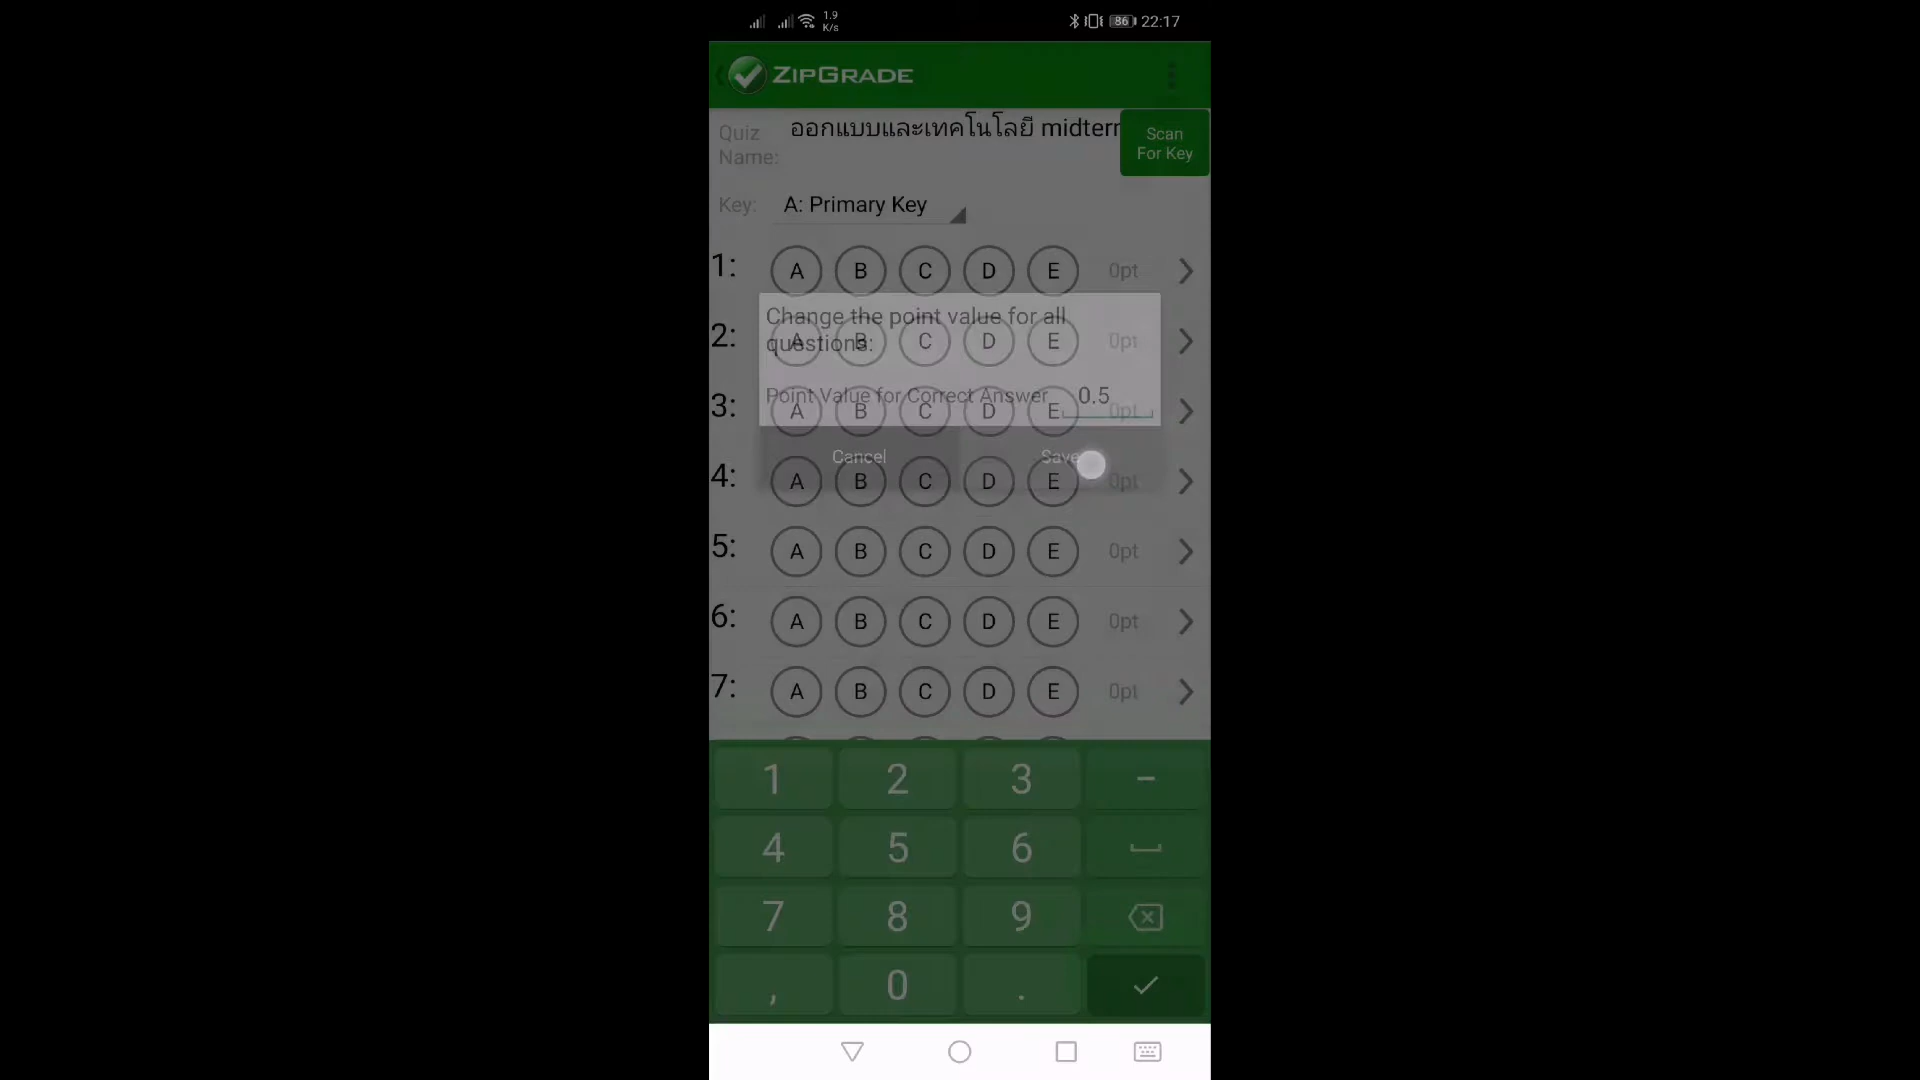 1.9
K/s
86
22:17
ZIPGRADE
Quiz
Name:
ออกแบบและเทคโนโลยี midterm
Scan
For Key
Key:
A: Primary Key
1: A B C D E 0pt
Change the point value for all
questions:
2: A B C D E 0pt
Point Value for Correct Answer 0.5
3: A B C D E 0pt
Cancel Save
4: A B C D E 0pt
5: A B C D E 0pt
6: A B C D E 0pt
7: A B C D E 0pt
1 2 3 -
4 5 6
7 8 9
, 0 .